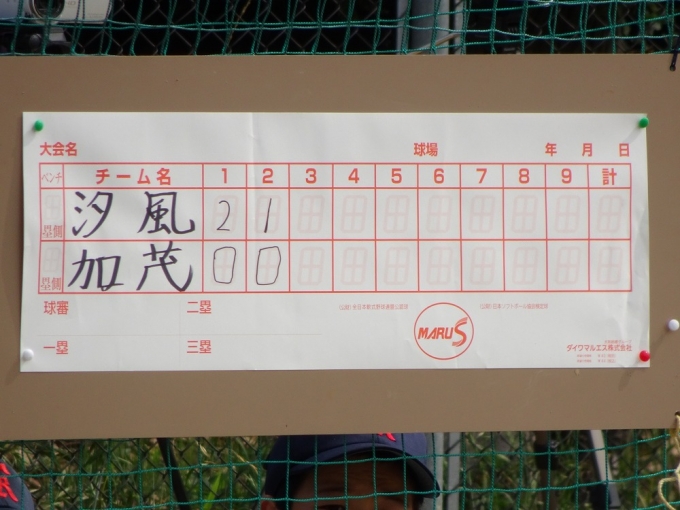 大会名 球場 年 月 日
ベンチ チーム名 1 2 3 4 5 6 7 8 9 計
塁側 汐風 2 1
塁側 加茂 0 0
球審 二塁
一塁 三塁
MARU S
ダイワマルエス株式会社